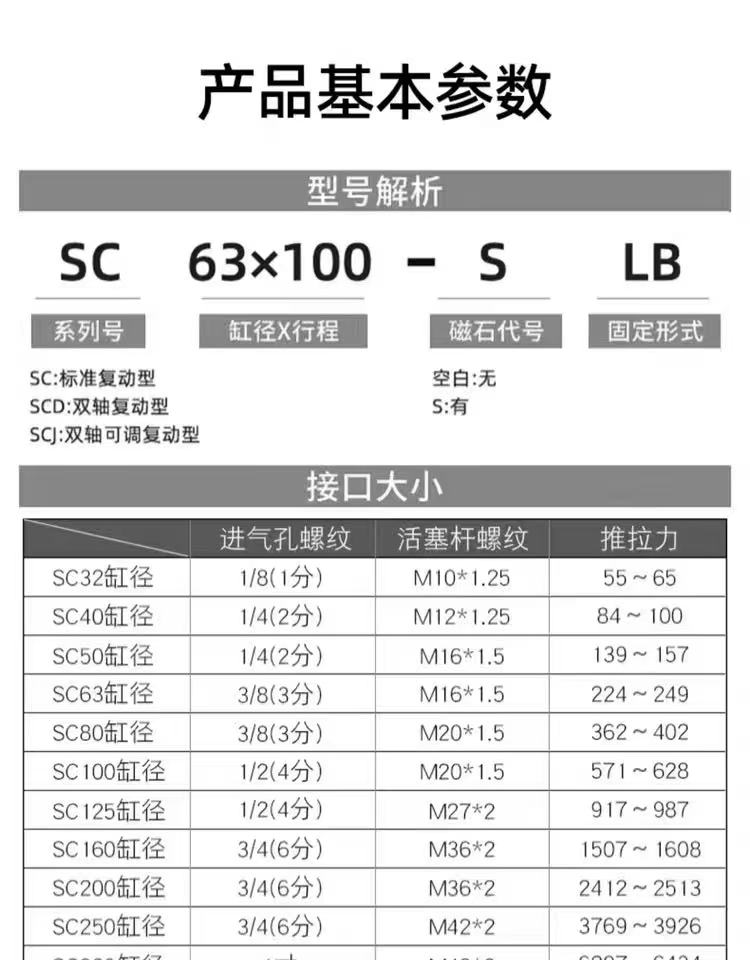 产品基本参数
型号解析
SC 63×100 - S LB
系列号 缸径X行程 磁石代号 固定形式
SC:标准复动型 空白:无
SCD:双轴复动型 S:有
SCJ:双轴可调复动型
接口大小
进气孔螺纹 活塞杆螺纹 推拉力
SC32缸径 1/8(1分) M10*1.25 55~65
SC40缸径 1/4(2分) M12*1.25 84~100
SC50缸径 1/4(2分) M16*1.5 139~157
SC63缸径 3/8(3分) M16*1.5 224~249
SC80缸径 3/8(3分) M20*1.5 362~402
SC100缸径 1/2(4分) M20*1.5 571~628
SC125缸径 1/2(4分) M27*2 917~987
SC160缸径 3/4(6分) M36*2 1507~1608
SC200缸径 3/4(6分) M36*2 2412~2513
SC250缸径 3/4(6分) M42*2 3769~3926